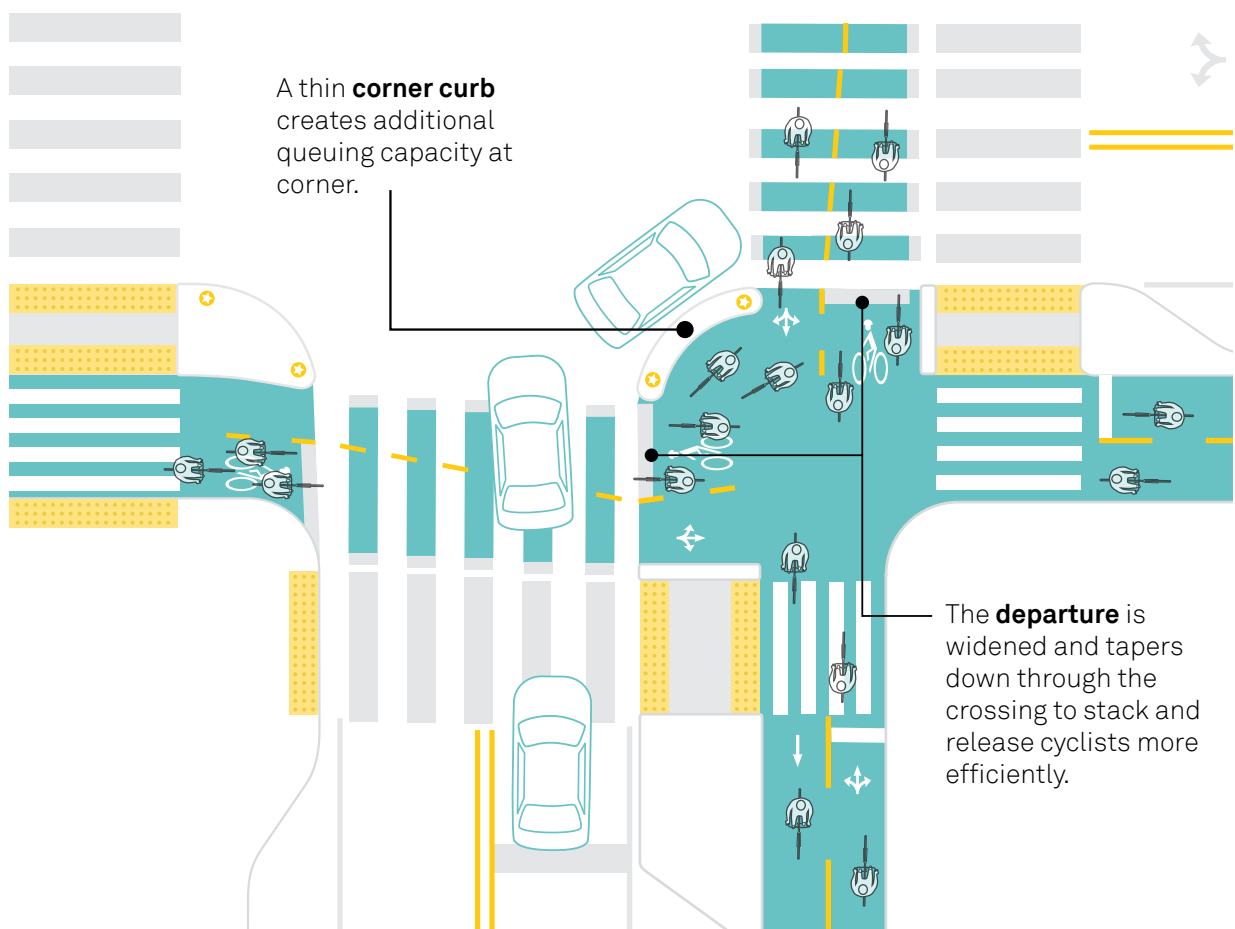 A thin corner curb
creates additional
queuing capacity at
corner.
The departure is
widened and tapers
down through the
crossing to stack and
release cyclists more
efficiently.